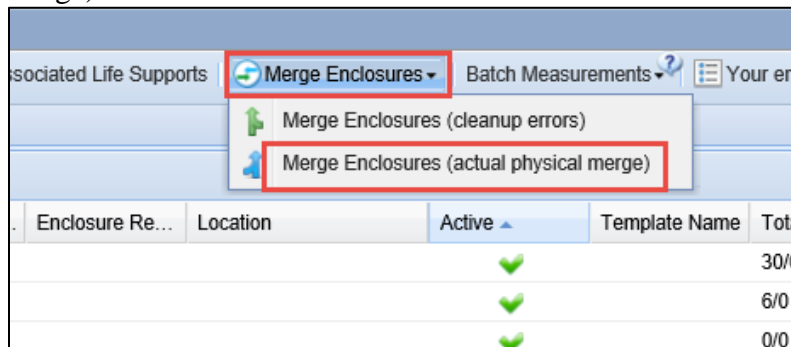 ssociated Life Supports Merge Enclosures Batch Measurements ? Your en
Merge Enclosures (cleanup errors)
Merge Enclosures (actual physical merge)
. Enclosure Re... Location Active Template Name Tota
30/0
6/0
0/0